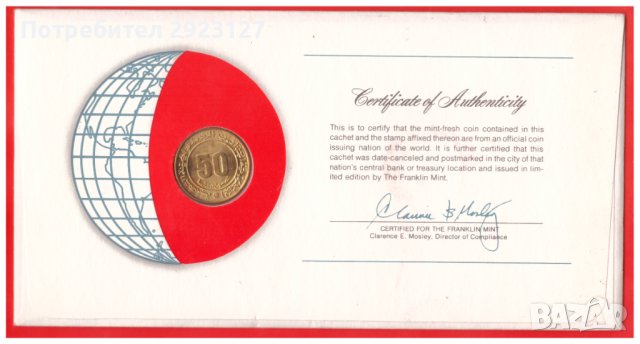 Потребител 2923127
50
Certificate of Authenticity
This is to certify that the mint-fresh coin contained in this
cachet and the stamp affixed thereon are from an official coin
issuing nation of the world. It is further certified that this
cachet was date-canceled and postmarked in the city of that
nation's central bank or treasury location and issued in lim-
ited edition by The Franklin Mint.
Clarence E. Mosley
CERTIFIED FOR THE FRANKLIN MINT
Clarence E. Mosley, Director of Compliance
BAZAR